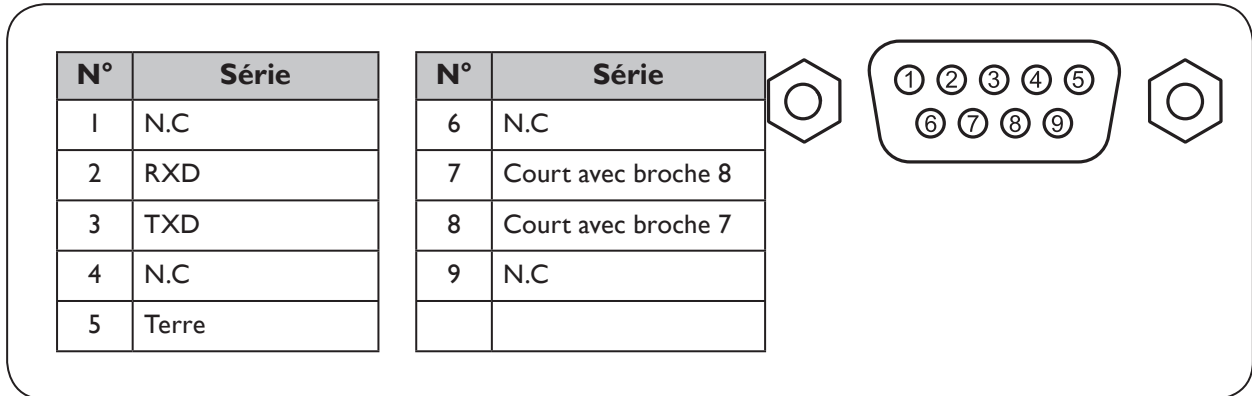 N° Série
1 N.C
2 RXD
3 TXD
4 N.C
5 Terre
N° Série
6 N.C
7 Court avec broche 8
8 Court avec broche 7
9 N.C
1 2 3 4 5
6 7 8 9